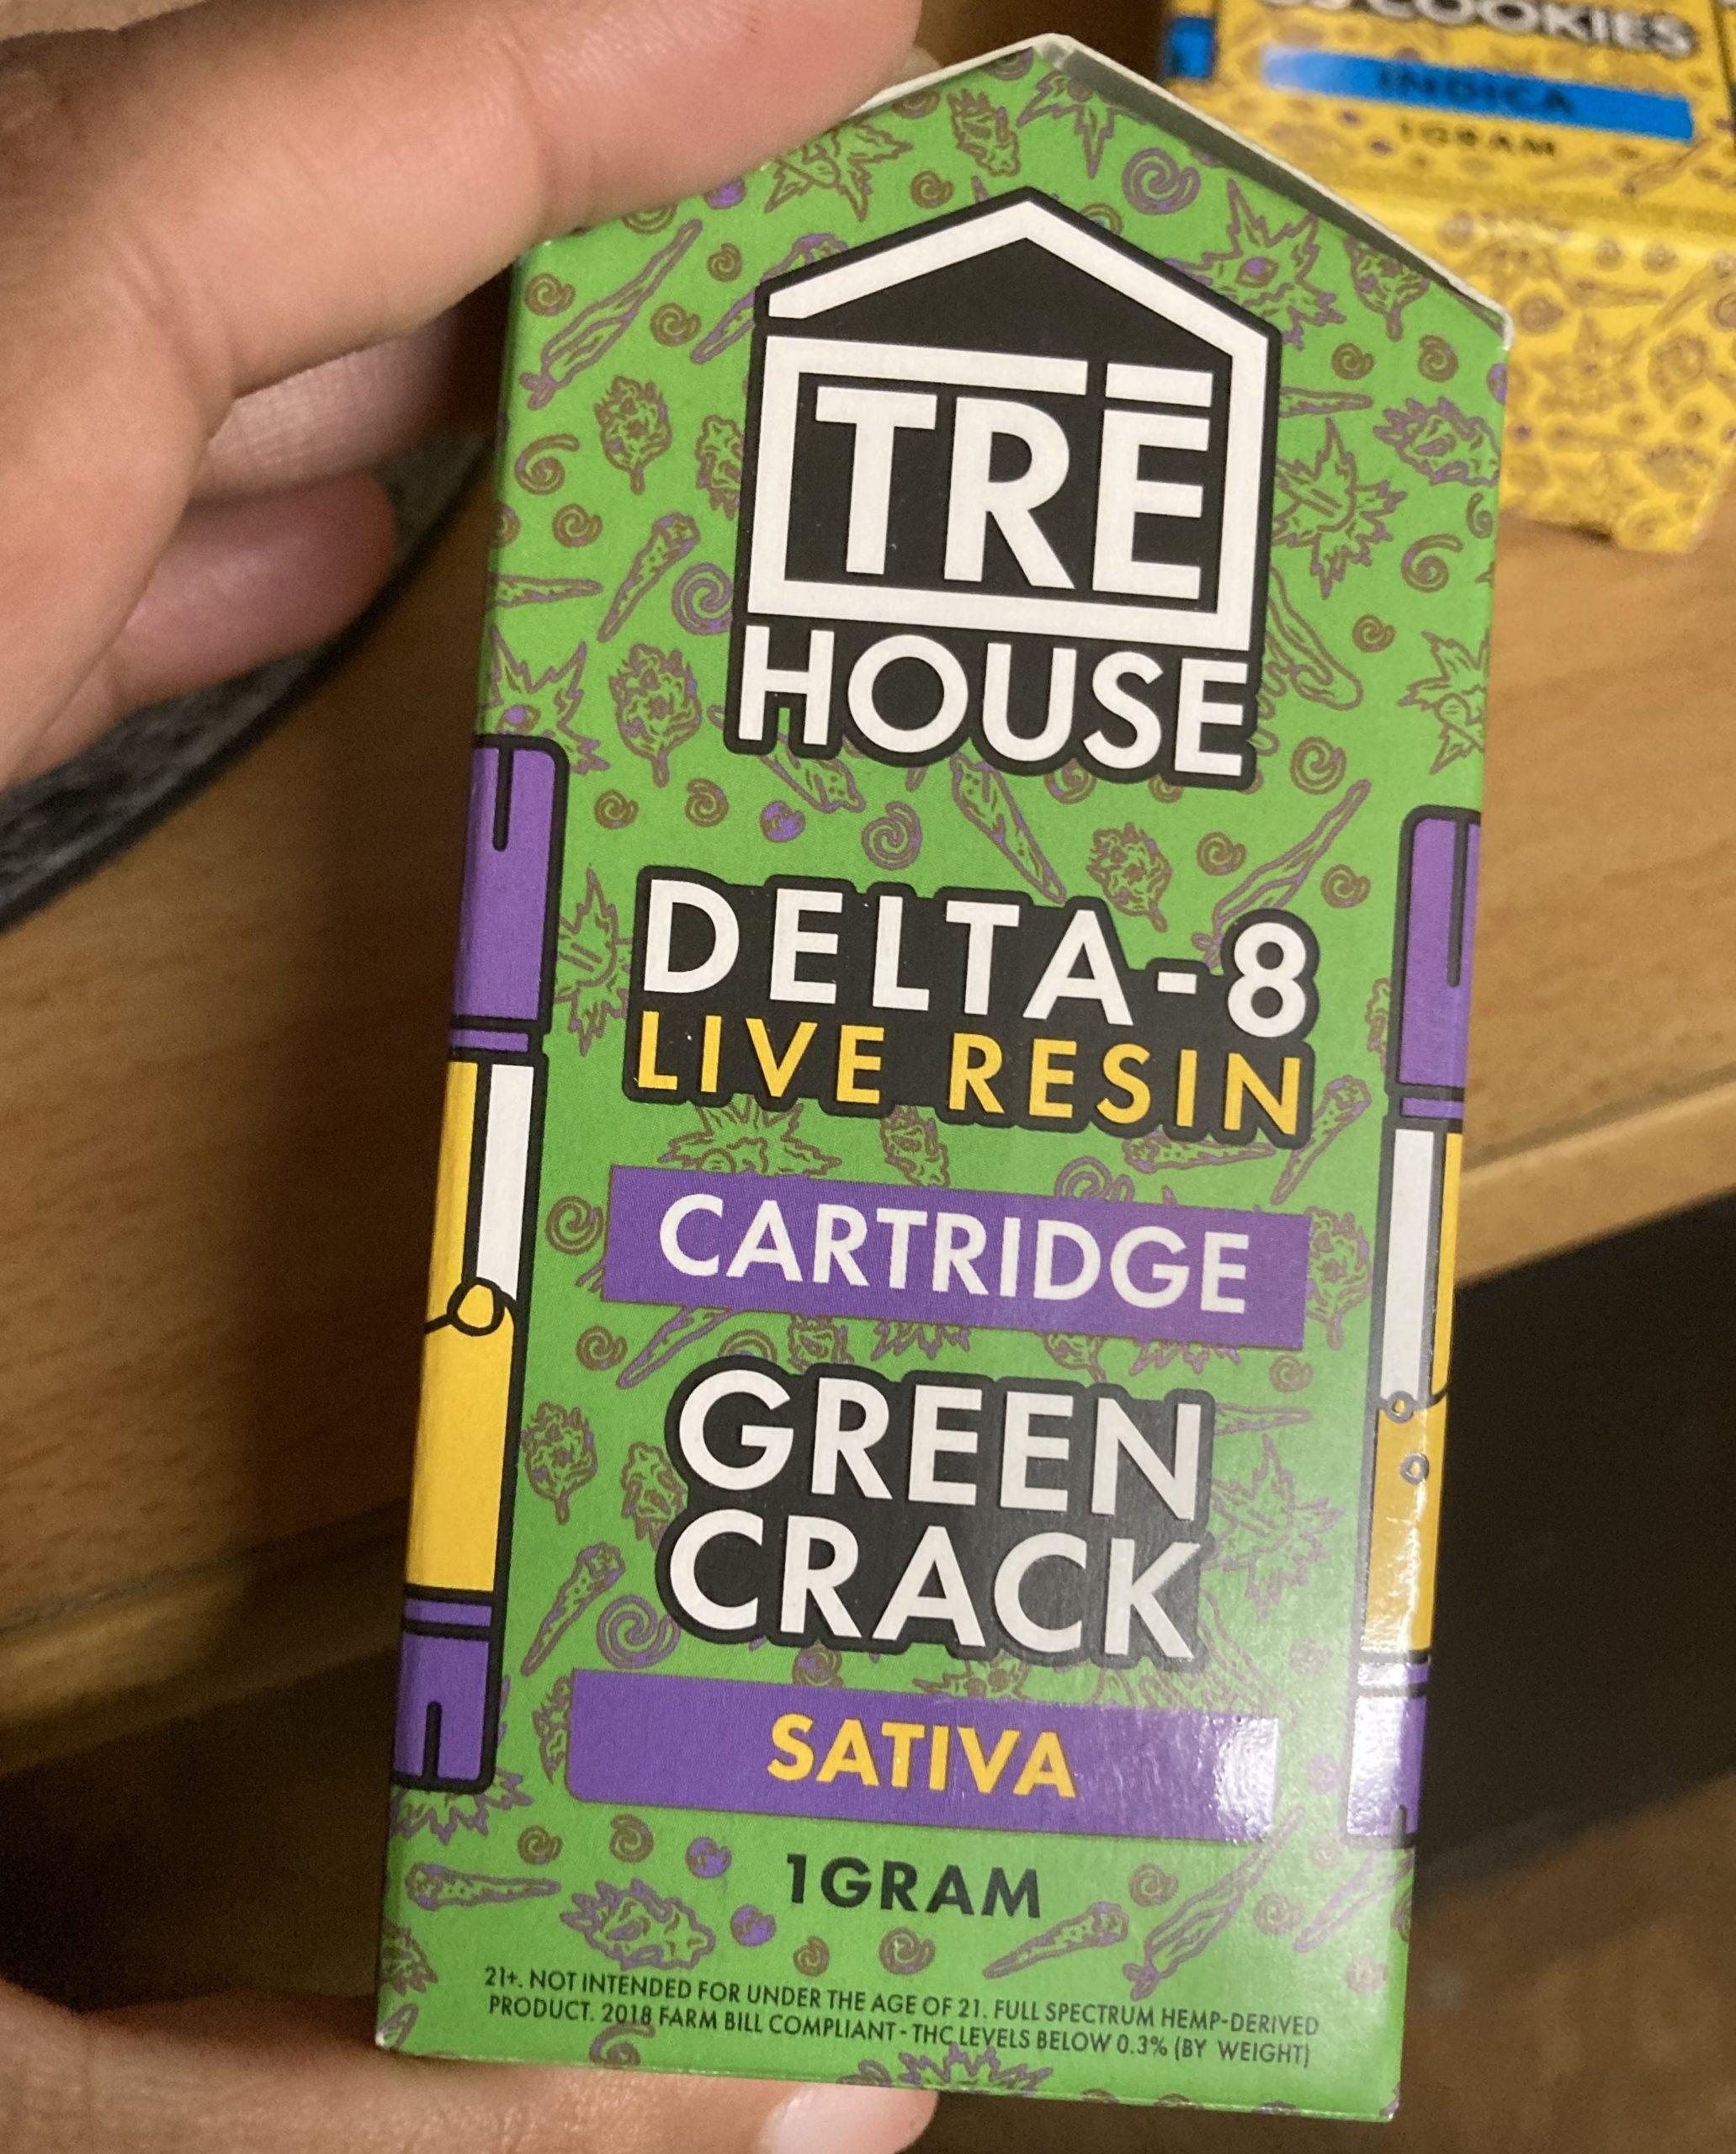 COOKIES
INDICA
1GRAM
TRĒ
HOUSE
DELTA-8
LIVE RESIN
CARTRIDGE
GREEN
CRACK
SATIVA
1GRAM
21+. NOT INTENDED FOR UNDER THE AGE OF 21. FULL SPECTRUM HEMP-DERIVED
PRODUCT. 2018 FARM BILL COMPLIANT - THC LEVELS BELOW 0.3% (BY WEIGHT)